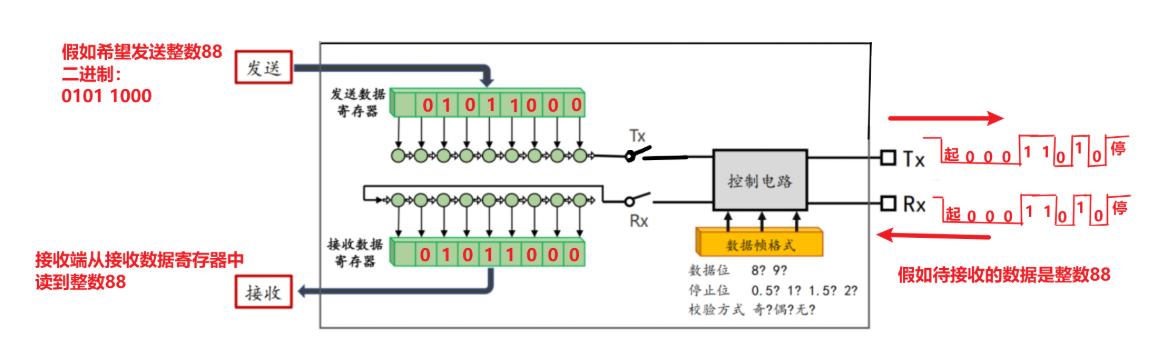 假如希望发送整数88
二进制：
0101 1000
发送
发送数据
寄存器
0 1 0 1 1 0 0 0
Tx
Tx
起 0 0 0 1 1 0 1 0 停
控制电路
Rx
Rx
起 0 0 0 1 1 0 1 0 停
接收数据
寄存器
0 1 0 1 1 0 0 0
数据帧格式
接收端从接收数据寄存器中
读到整数88
接收
数据位 8? 9?
停止位 0.5? 1? 1.5? 2?
校验方式 奇?偶?无?
假如待接收的数据是整数88